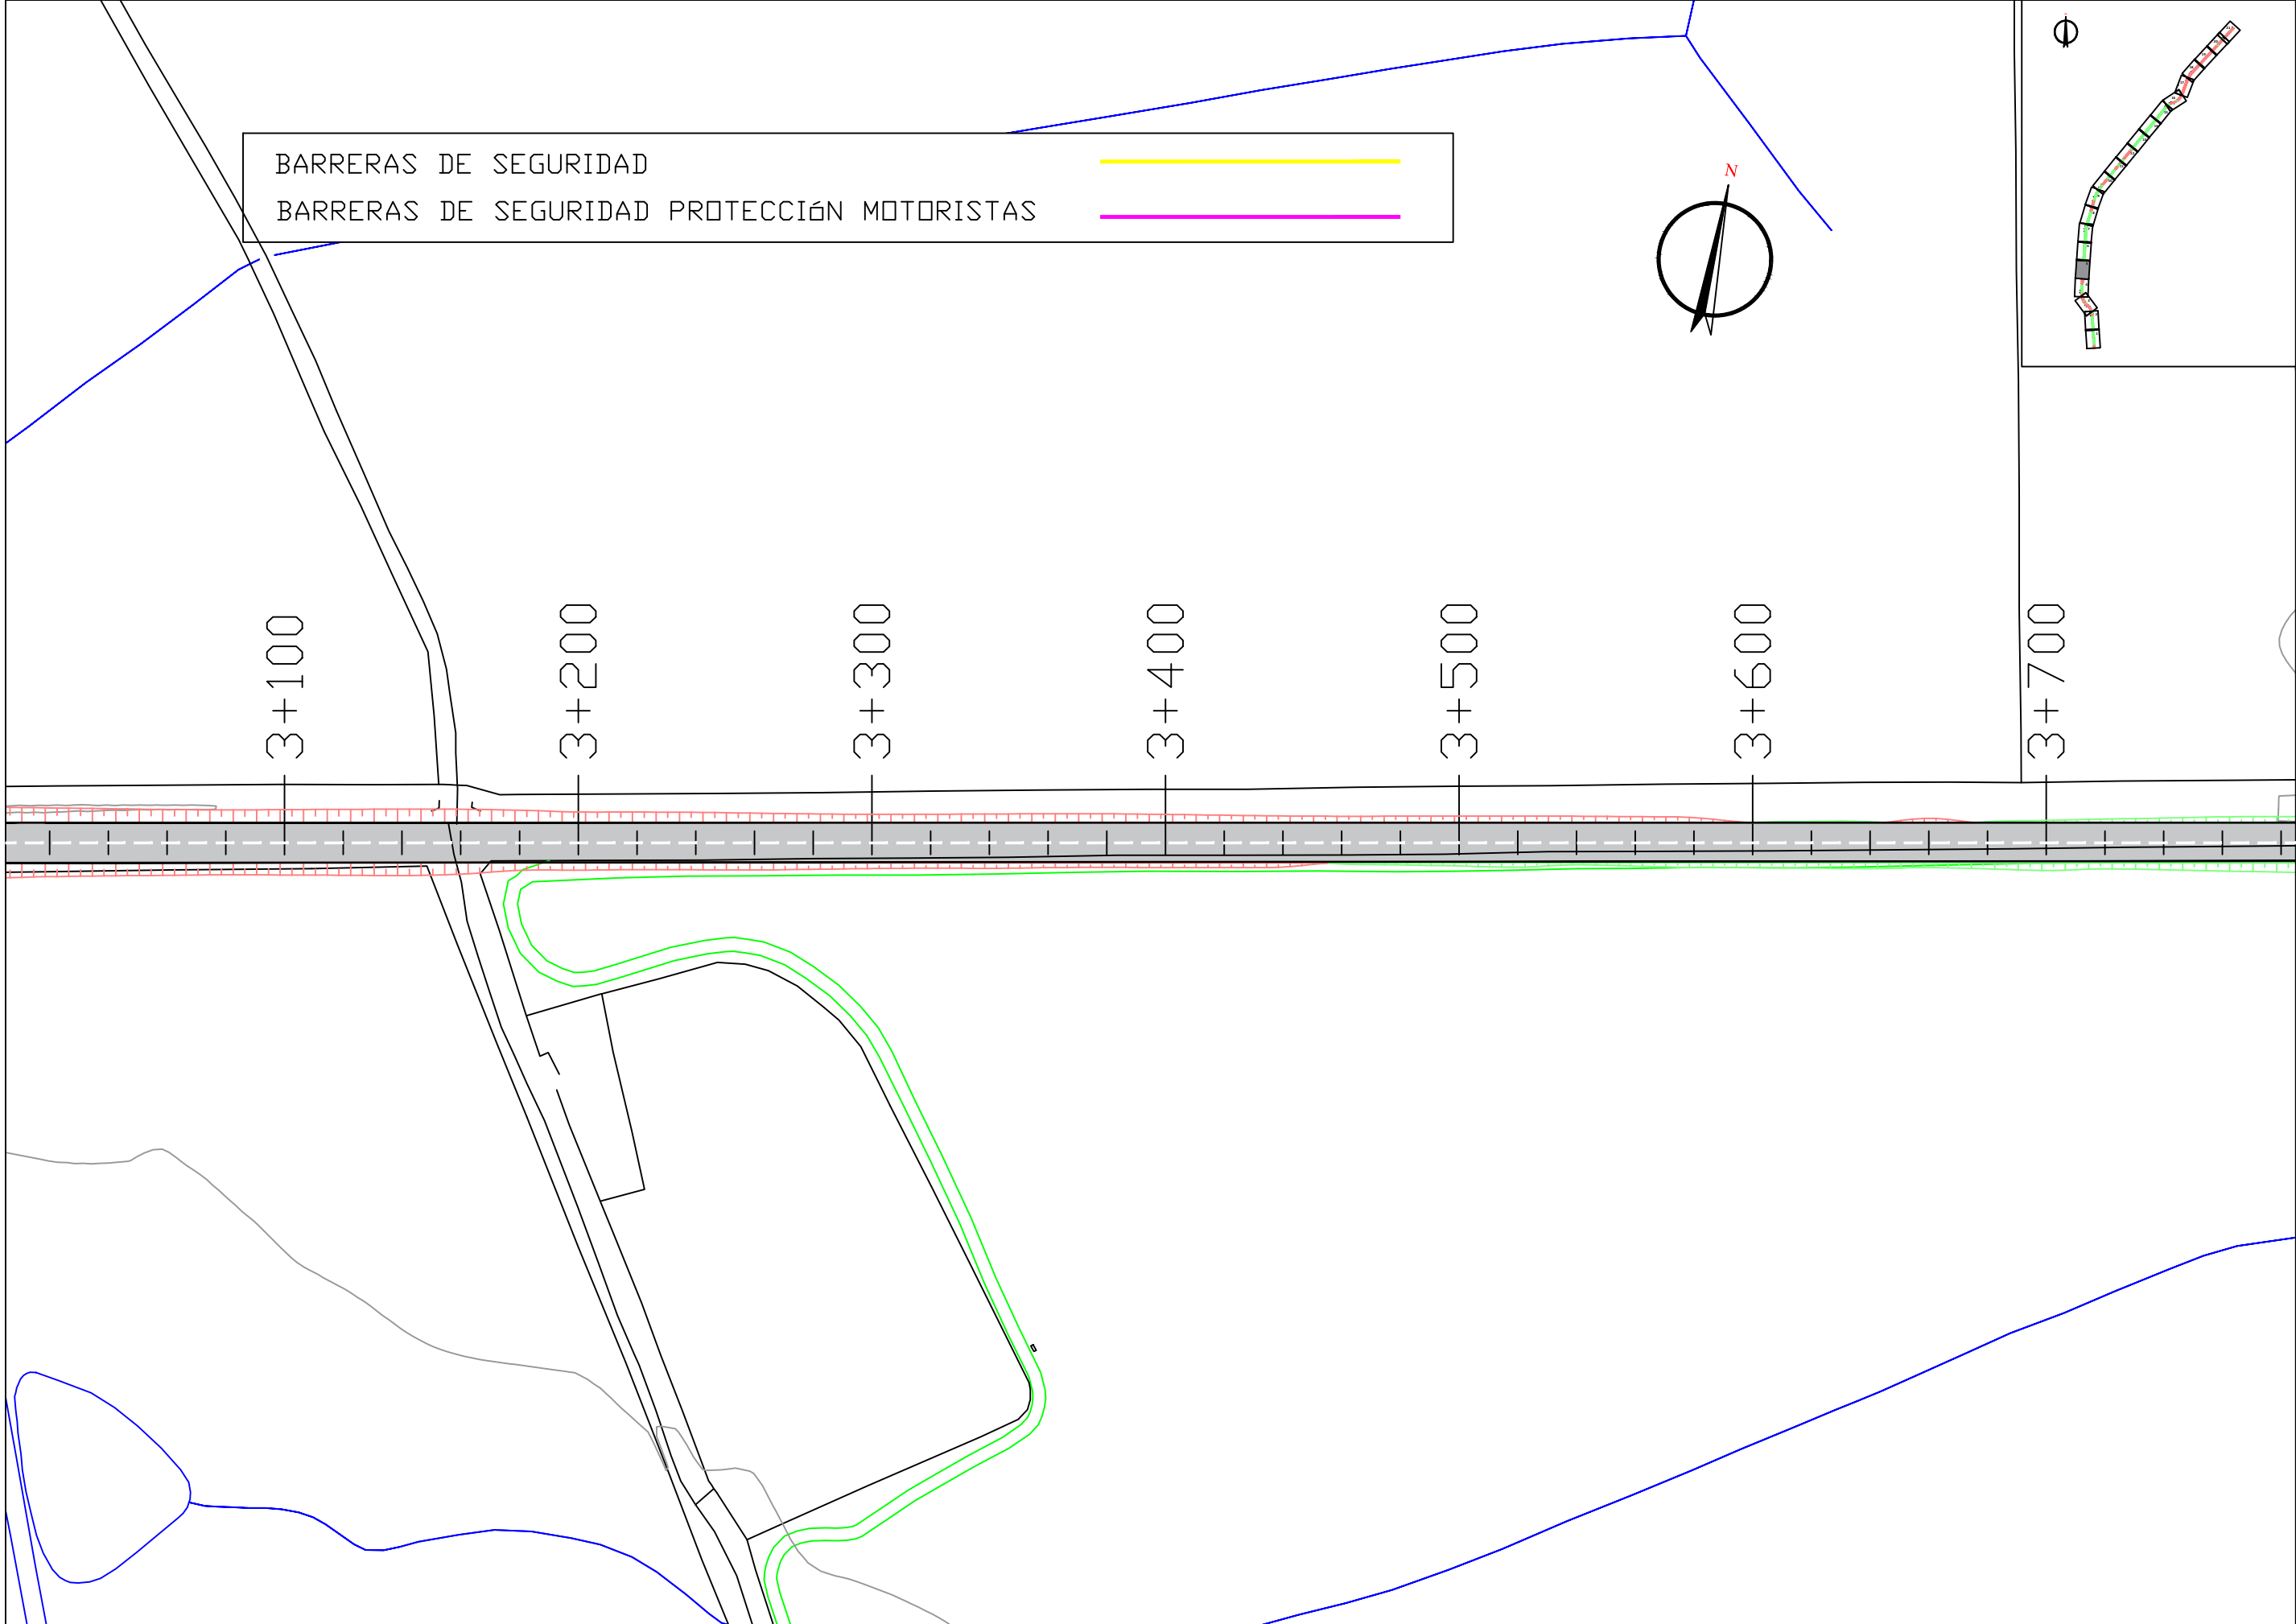 BARRERAS DE SEGURIDAD
BARRERAS DE SEGURIDAD PROTECCIóN MOTORISTAS
N
3+100
3+200
3+300
3+400
3+500
3+600
3+700